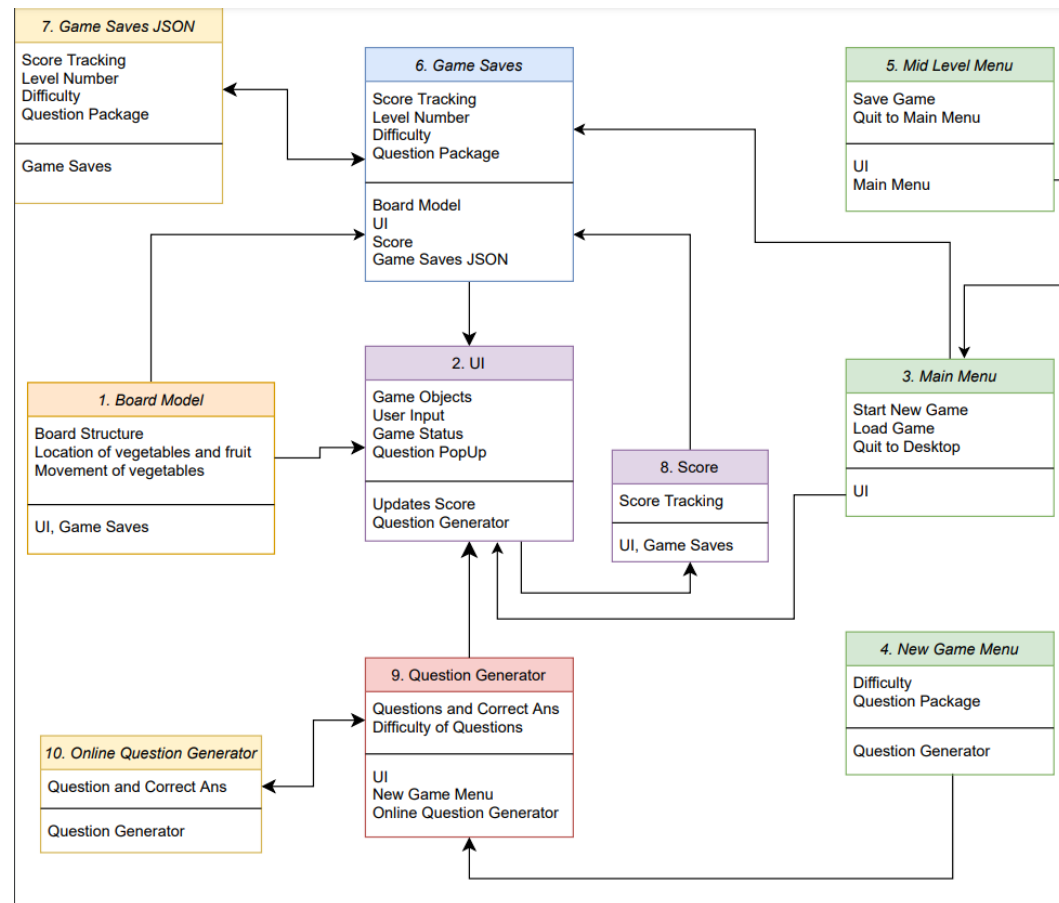 7. Game Saves JSON
Score Tracking
Level Number
Difficulty
Question Package
Game Saves
6. Game Saves
Score Tracking
Level Number
Difficulty
Question Package
Board Model
UI
Score
Game Saves JSON
5. Mid Level Menu
Save Game
Quit to Main Menu
UI
Main Menu
1. Board Model
Board Structure
Location of vegetables and fruit
Movement of vegetables
UI, Game Saves
2. UI
Game Objects
User Input
Game Status
Question PopUp
Updates Score
Question Generator
8. Score
Score Tracking
UI, Game Saves
3. Main Menu
Start New Game
Load Game
Quit to Desktop
UI
4. New Game Menu
Difficulty
Question Package
Question Generator
9. Question Generator
Questions and Correct Ans
Difficulty of Questions
UI
New Game Menu
Online Question Generator
10. Online Question Generator
Question and Correct Ans
Question Generator